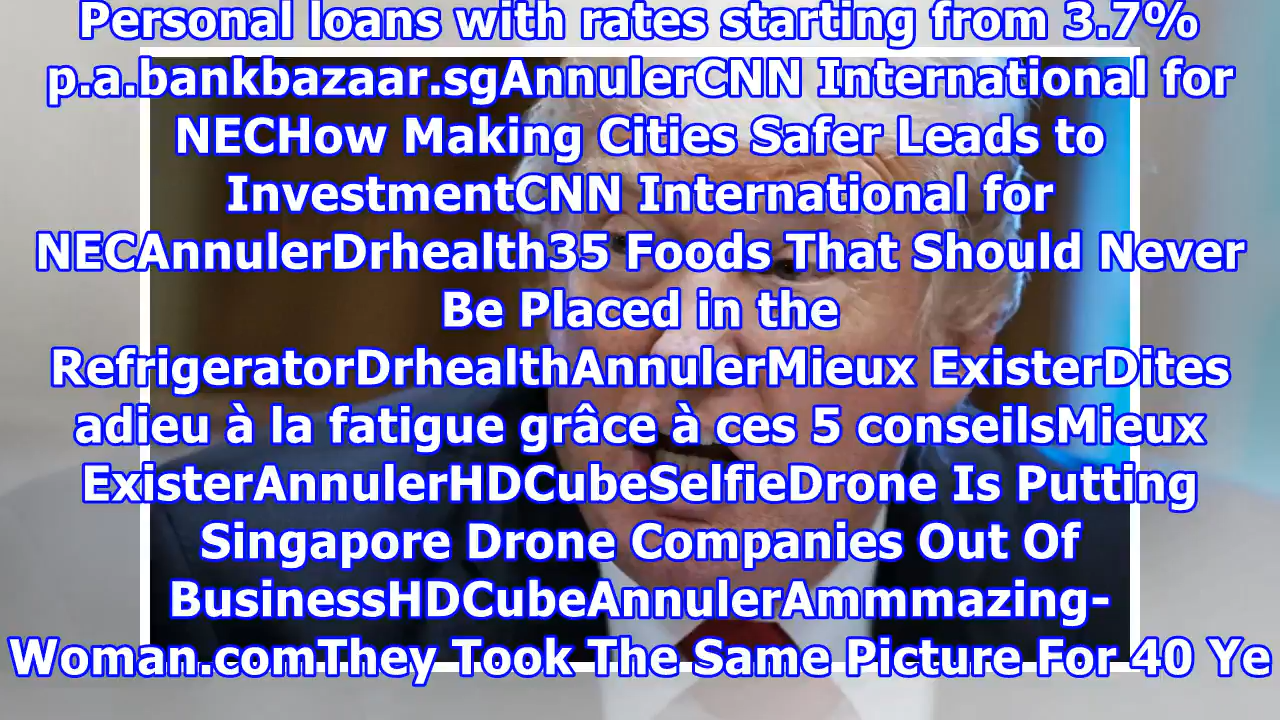 Personal loans with rates starting from 3.7%
p.a.bankbazaar.sgAnnulerCNN International for
NECHow Making Cities Safer Leads to
InvestmentCNN International for
NECAnnulerDrhealth35 Foods That Should Never
Be Placed in the
RefrigeratorDrhealthAnnulerMieux ExisterDites
adieu à la fatigue grâce à ces 5 conseilsMieux
ExisterAnnulerHDCubeSelfieDrone Is Putting
Singapore Drone Companies Out Of
BusinessHDCubeAnnulerAmmmazing-
Woman.comThey Took The Same Picture For 40 Ye